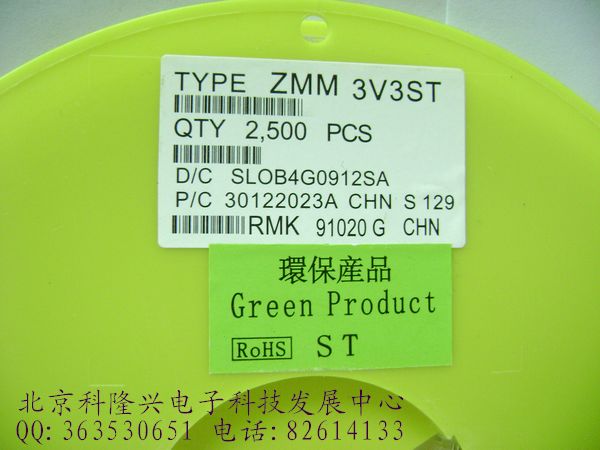 TYPE ZMM 3V3ST
QTY 2,500 PCS
D/C SLOB4G0912SA
P/C 30122023A CHN S 129
RMK 91020 G CHN
環保産品
Green Product
RoHS ST
北京科隆兴电子科技发展中心
QQ:363530651 电话:82614133